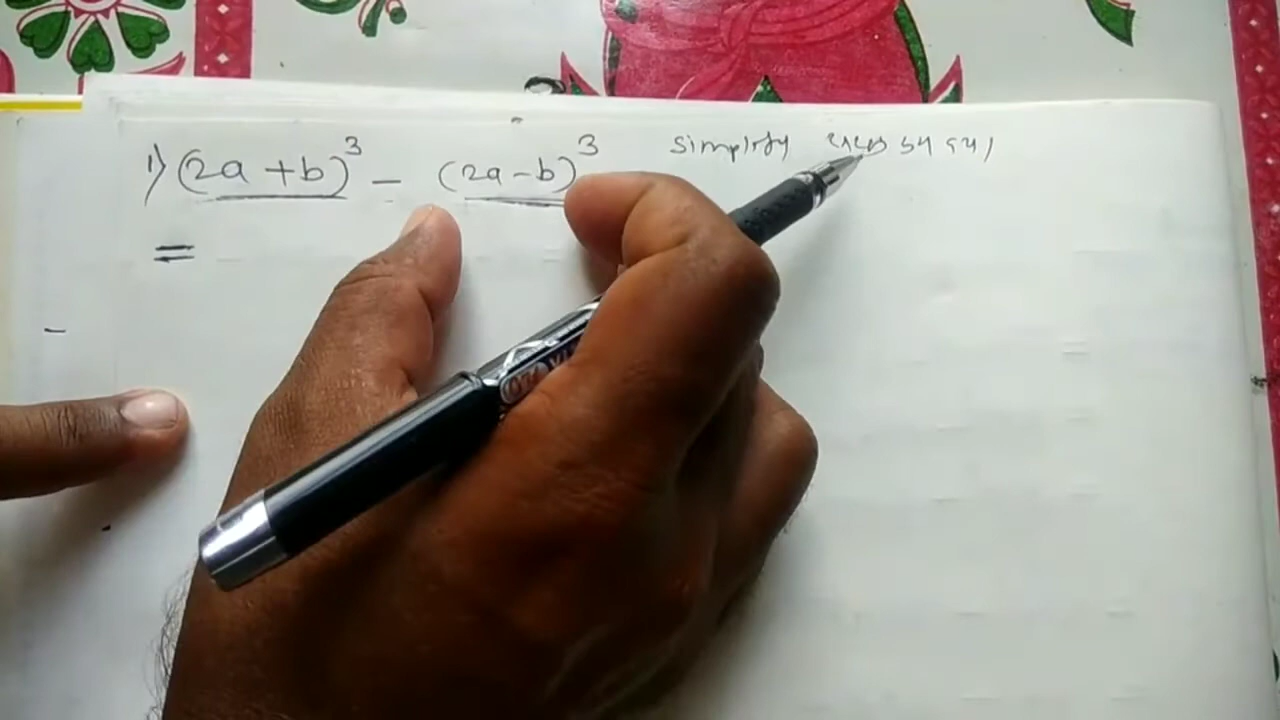 1) (2a + b)³ - (2a - b)³ simplify
=